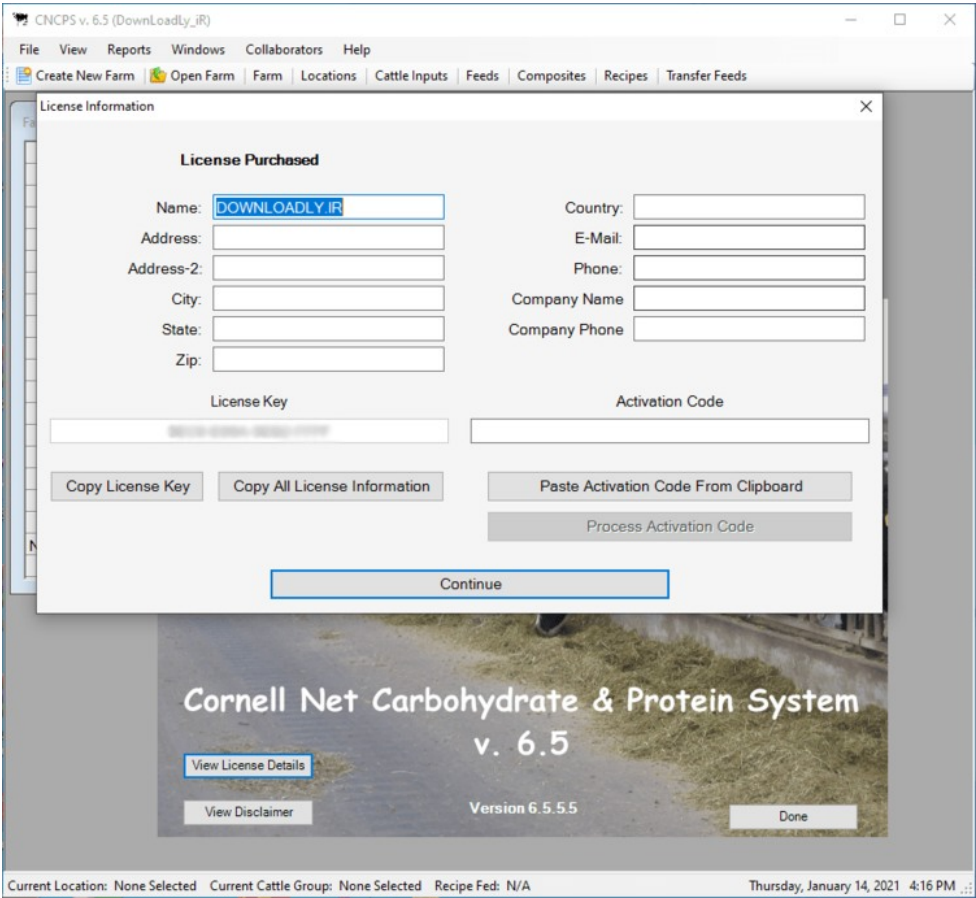 CNCPS v. 6.5 (DownLoadLy_iR)
File View Reports Windows Collaborators Help
Create New Farm Open Farm Farm Locations Cattle Inputs Feeds Composites Recipes Transfer Feeds
License Information
License Purchased
Name: DOWNLOADLY.IR
Country:
Address:
E-Mail:
Address-2:
Phone:
City:
Company Name
State:
Company Phone
Zip:
License Key
Activation Code
Copy License Key
Copy All License Information
Paste Activation Code From Clipboard
Process Activation Code
Continue
Cornell Net Carbohydrate & Protein System
v. 6.5
View License Details
View Disclaimer
Version 6.5.5.5
Done
Current Location: None Selected Current Cattle Group: None Selected Recipe Fed: N/A Thursday, January 14, 2021 4:16 PM